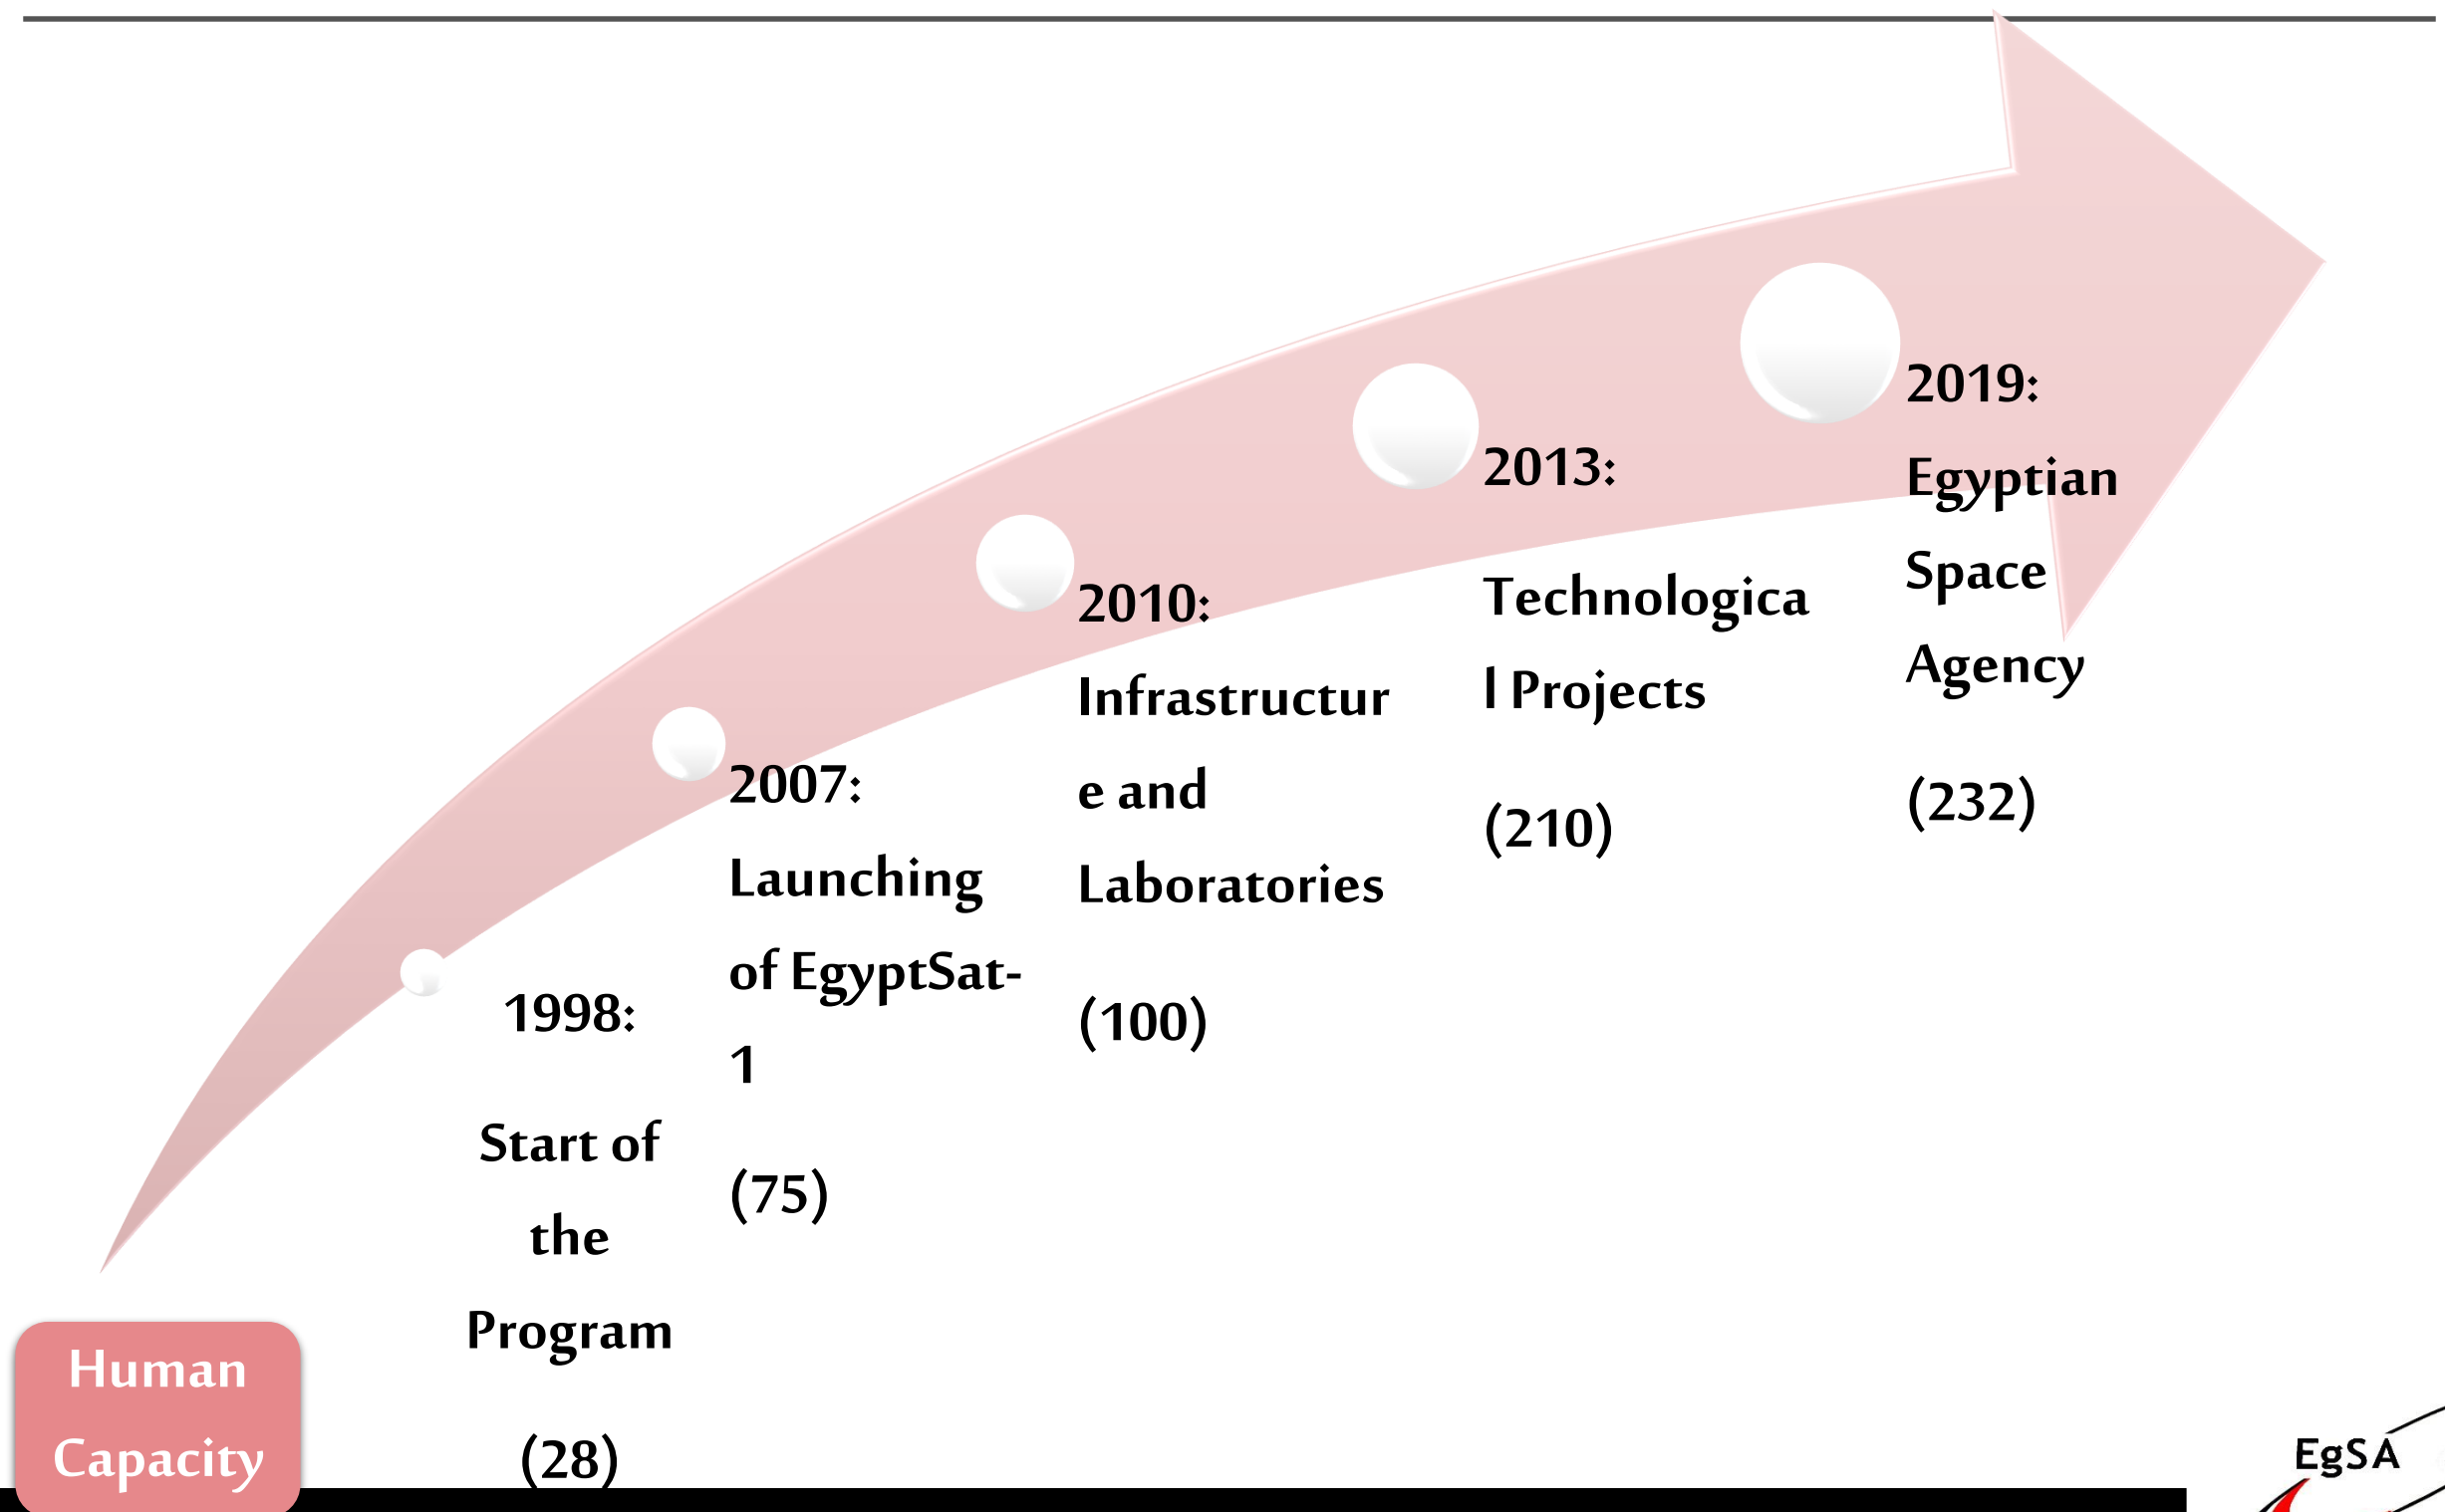 2019:
Egyptian
Space
Agency
(232)
2013:
Technologica
l Projects
(210)
2010:
Infrastructur
e and
Laboratories
(100)
2007:
Launching
of EgyptSat-
1
(75)
1998:
Start of
the
Program
(28)
Human
Capacity
EgSA